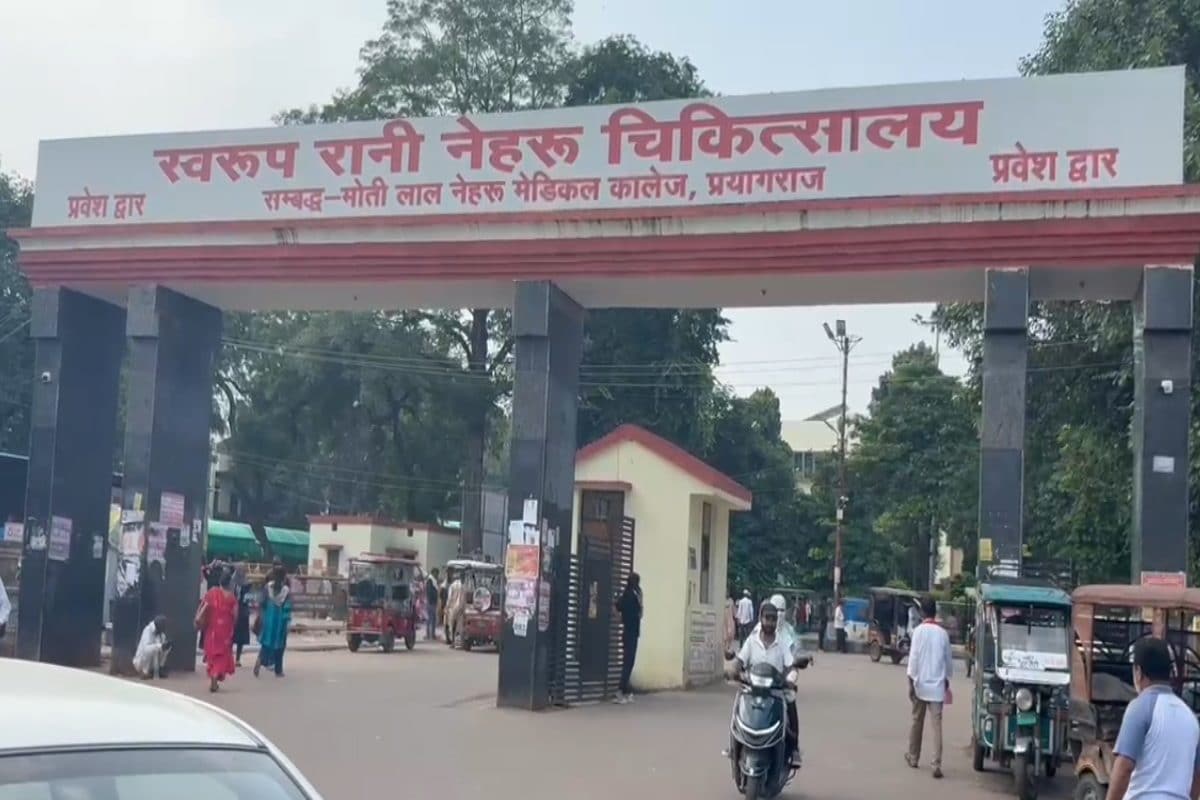 स्वरूप रानी नेहरू चिकित्सालय
सम्बद्ध–मोती लाल नेहरू मेडिकल कालेज, प्रयागराज
प्रवेश द्वार
प्रवेश द्वार